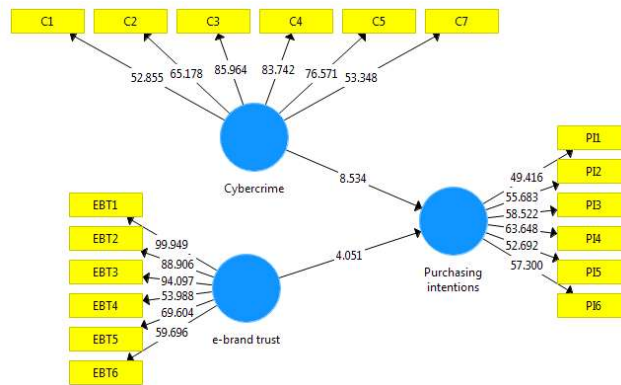 C1
C2
C3
C4
C5
C7
52.855
65.178
85.964
83.742
76.571
53.348
Cybercrime
8.534
PI1
PI2
PI3
PI4
PI5
PI6
49.416
55.683
58.522
63.648
52.692
57.300
Purchasing
intentions
4.051
EBT1
EBT2
EBT3
EBT4
EBT5
EBT6
99.949
88.906
94.097
53.988
69.604
59.696
e-brand trust